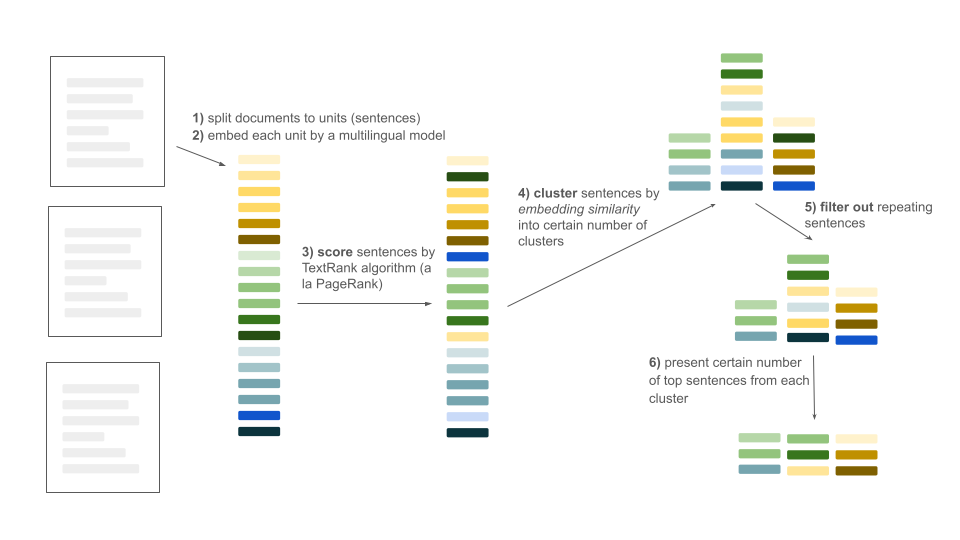 1) split documents to units (sentences)
2) embed each unit by a multilingual model
3) score sentences by
TextRank algorithm (a
la PageRank)
4) cluster sentences by
embedding similarity
into certain number of
clusters
5) filter out repeating
sentences
6) present certain number
of top sentences from each
cluster